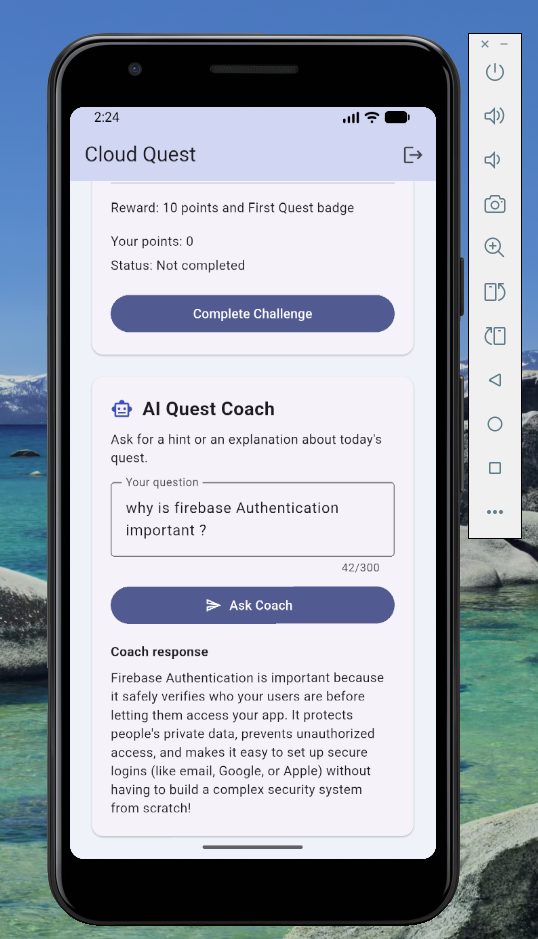 2:24
Cloud Quest
Reward: 10 points and First Quest badge
Your points: 0
Status: Not completed
Complete Challenge
AI Quest Coach
Ask for a hint or an explanation about today's
quest.
Your question
why is firebase Authentication
important ?
42/300
Ask Coach
Coach response
Firebase Authentication is important because
it safely verifies who your users are before
letting them access your app. It protects
people's private data, prevents unauthorized
access, and makes it easy to set up secure
logins (like email, Google, or Apple) without
having to build a complex security system
from scratch!